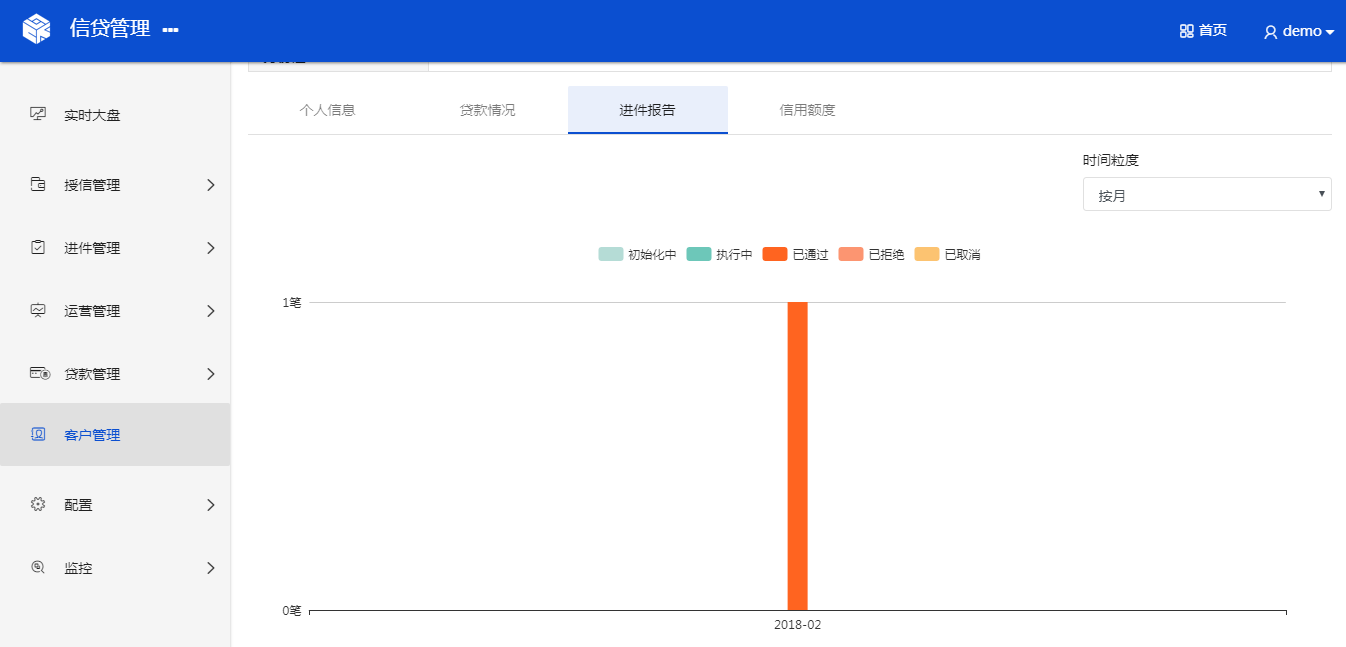 信贷管理
首页
demo
实时大盘
授信管理
进件管理
运营管理
贷款管理
客户管理
配置
监控
个人信息 贷款情况 进件报告 信用额度
时间粒度
按月
初始化中 执行中 已通过 已拒绝 已取消
1笔
0笔
2018-02